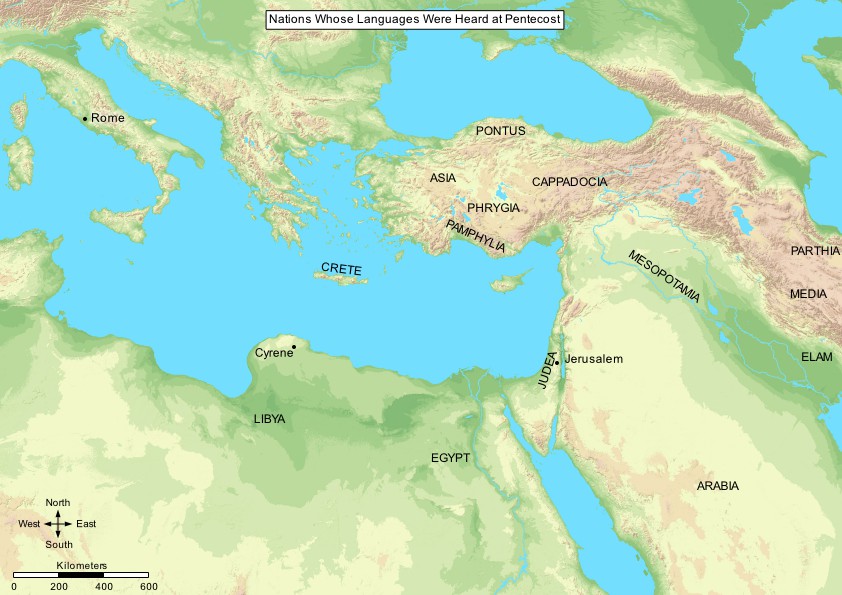 Nations Whose Languages Were Heard at Pentecost
Rome
PONTUS
ASIA
CAPPADOCIA
PHRYGIA
PAMPHYLIA
CRETE
PARTHIA
MESOPOTAMIA
MEDIA
Cyrene
JUDEA
Jerusalem
ELAM
LIBYA
EGYPT
ARABIA
North
West East
South
Kilometers
0 200 400 600